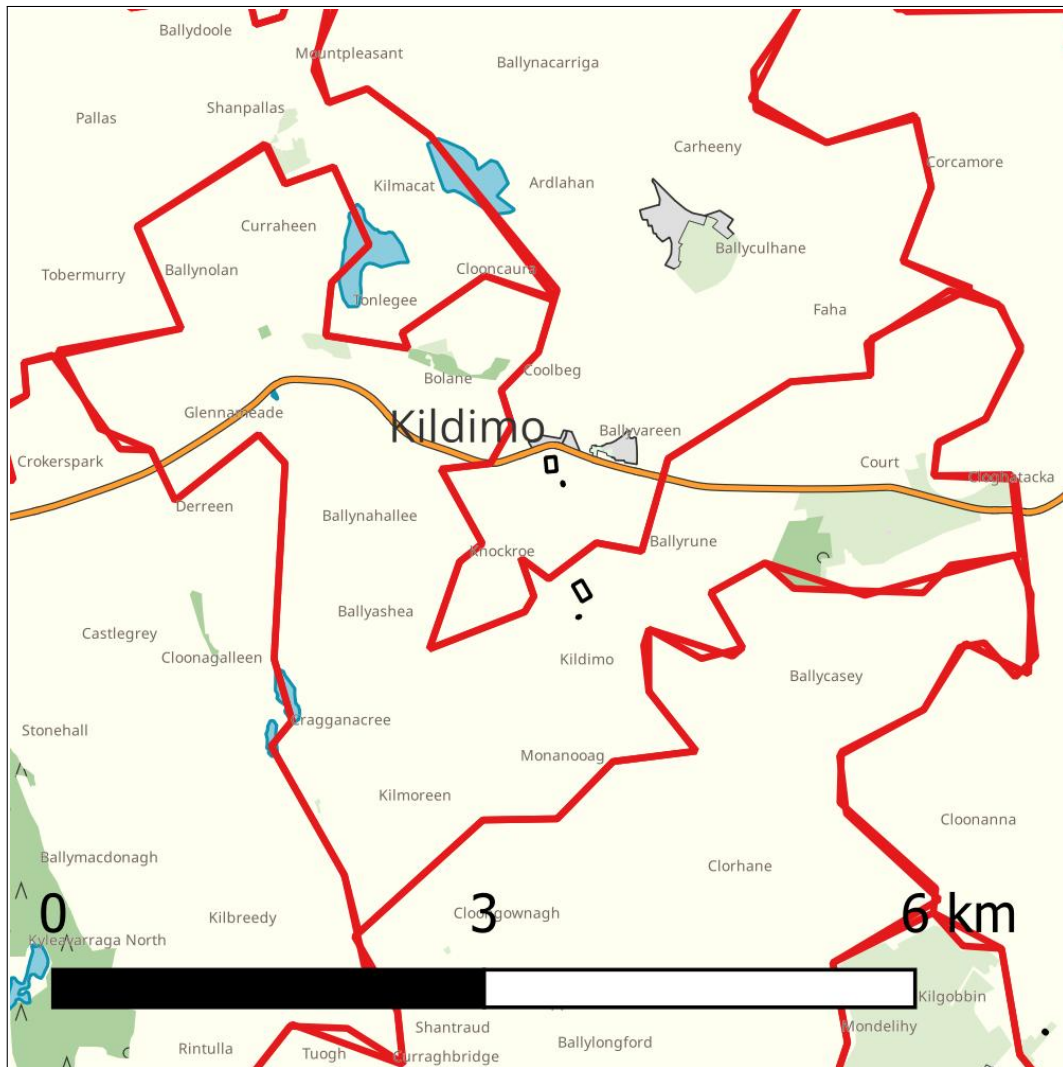 Ballydoole
Mountpleasant
Ballynacarriga
Shanpallas
Pallas
Carheeny
Corcamore
Kilmacat
Ardlahan
Curraheen
Ballyculhane
Tobermurry
Ballynolan
Clooncaura
Tonlegee
Faha
Coolbeg
Bolane
Glennameade
Kildimo
Ballyvareen
Crokerspark
Court
Cloghatacka
Derreen
Ballynahallee
Knockroe
Ballyrune
Ballyashea
Castlegrey
Cloonagalleen
Kildimo
Ballycasey
Cragganacree
Stonehall
Monanooag
Kilmoreen
Cloonanna
Ballymacdonagh
Clorhane
0 3 6 km
Kilbreedy
Cloongownagh
Kyleavarraga North
Kilgobbin
Shantraud
Mondelihy
Ballylongford
Rintulla
Tuogh
Curraghbridge